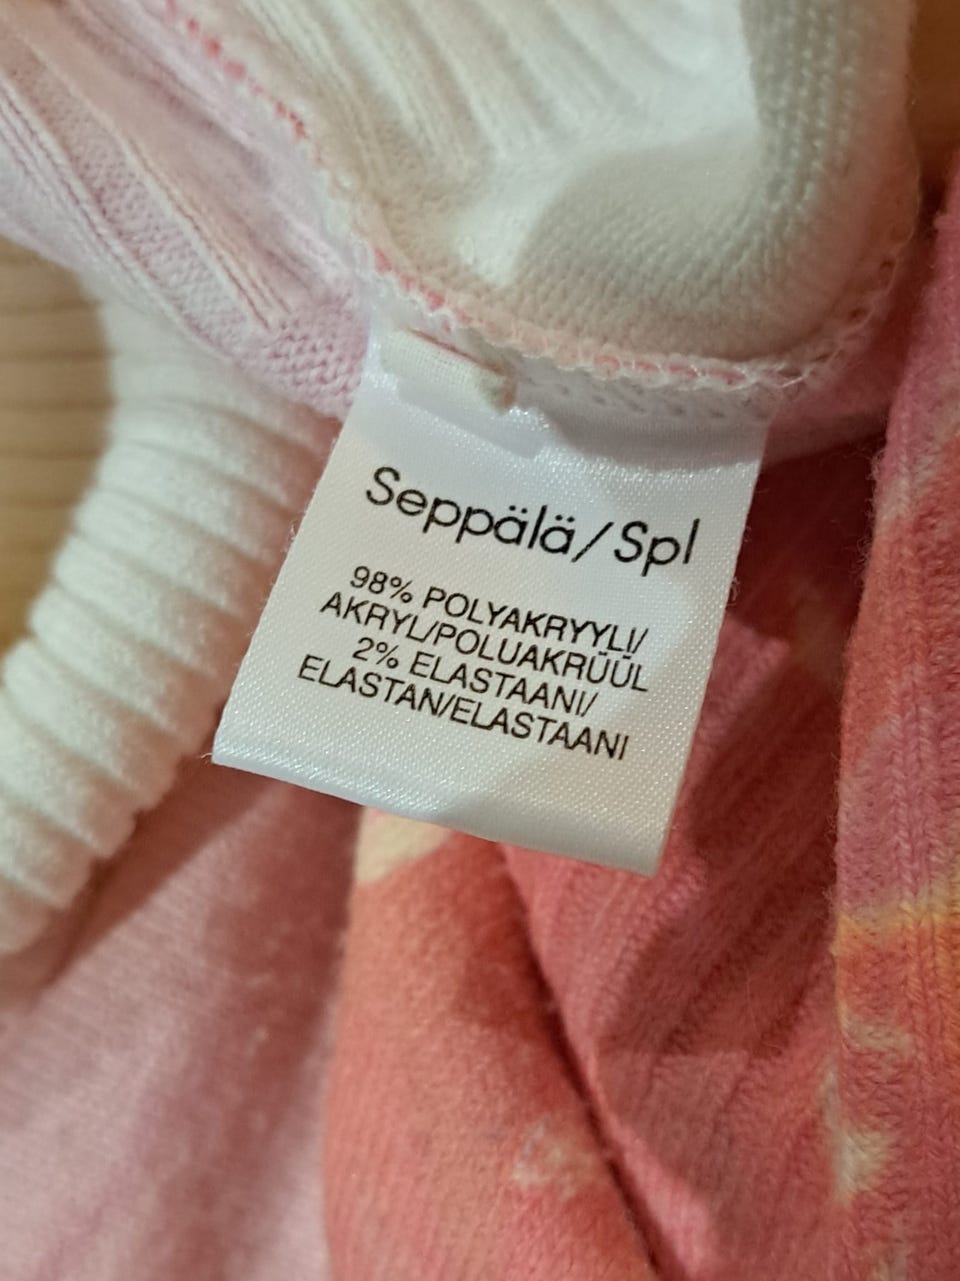 Seppälä/Spl
98% POLYAKRYYLI/
AKRYL/POLUAKRÜÜL
2% ELASTAANI/
ELASTAN/ELASTAANI